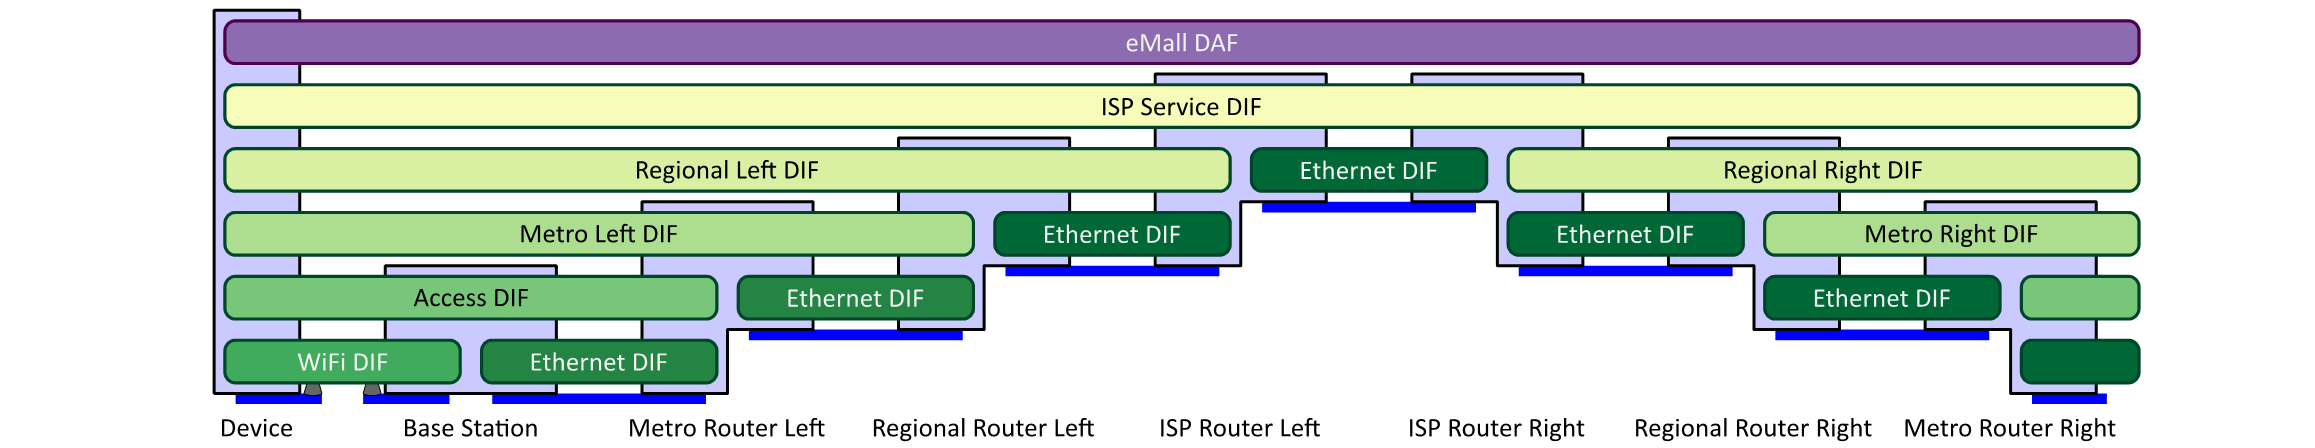 eMall DAF
ISP Service DIF
Regional Left DIF
Ethernet DIF
Regional Right DIF
Metro Left DIF
Ethernet DIF
Ethernet DIF
Metro Right DIF
Access DIF
Ethernet DIF
Ethernet DIF
WiFi DIF
Ethernet DIF
Device
Base Station
Metro Router Left
Regional Router Left
ISP Router Left
ISP Router Right
Regional Router Right
Metro Router Right